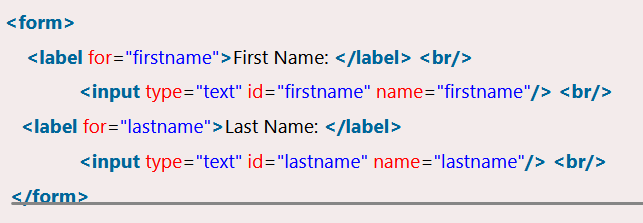 <form>
<label for="firstname">First Name: </label> <br/>
<input type="text" id="firstname" name="firstname"/> <br/>
<label for="lastname">Last Name: </label>
<input type="text" id="lastname" name="lastname"/> <br/>
</form>